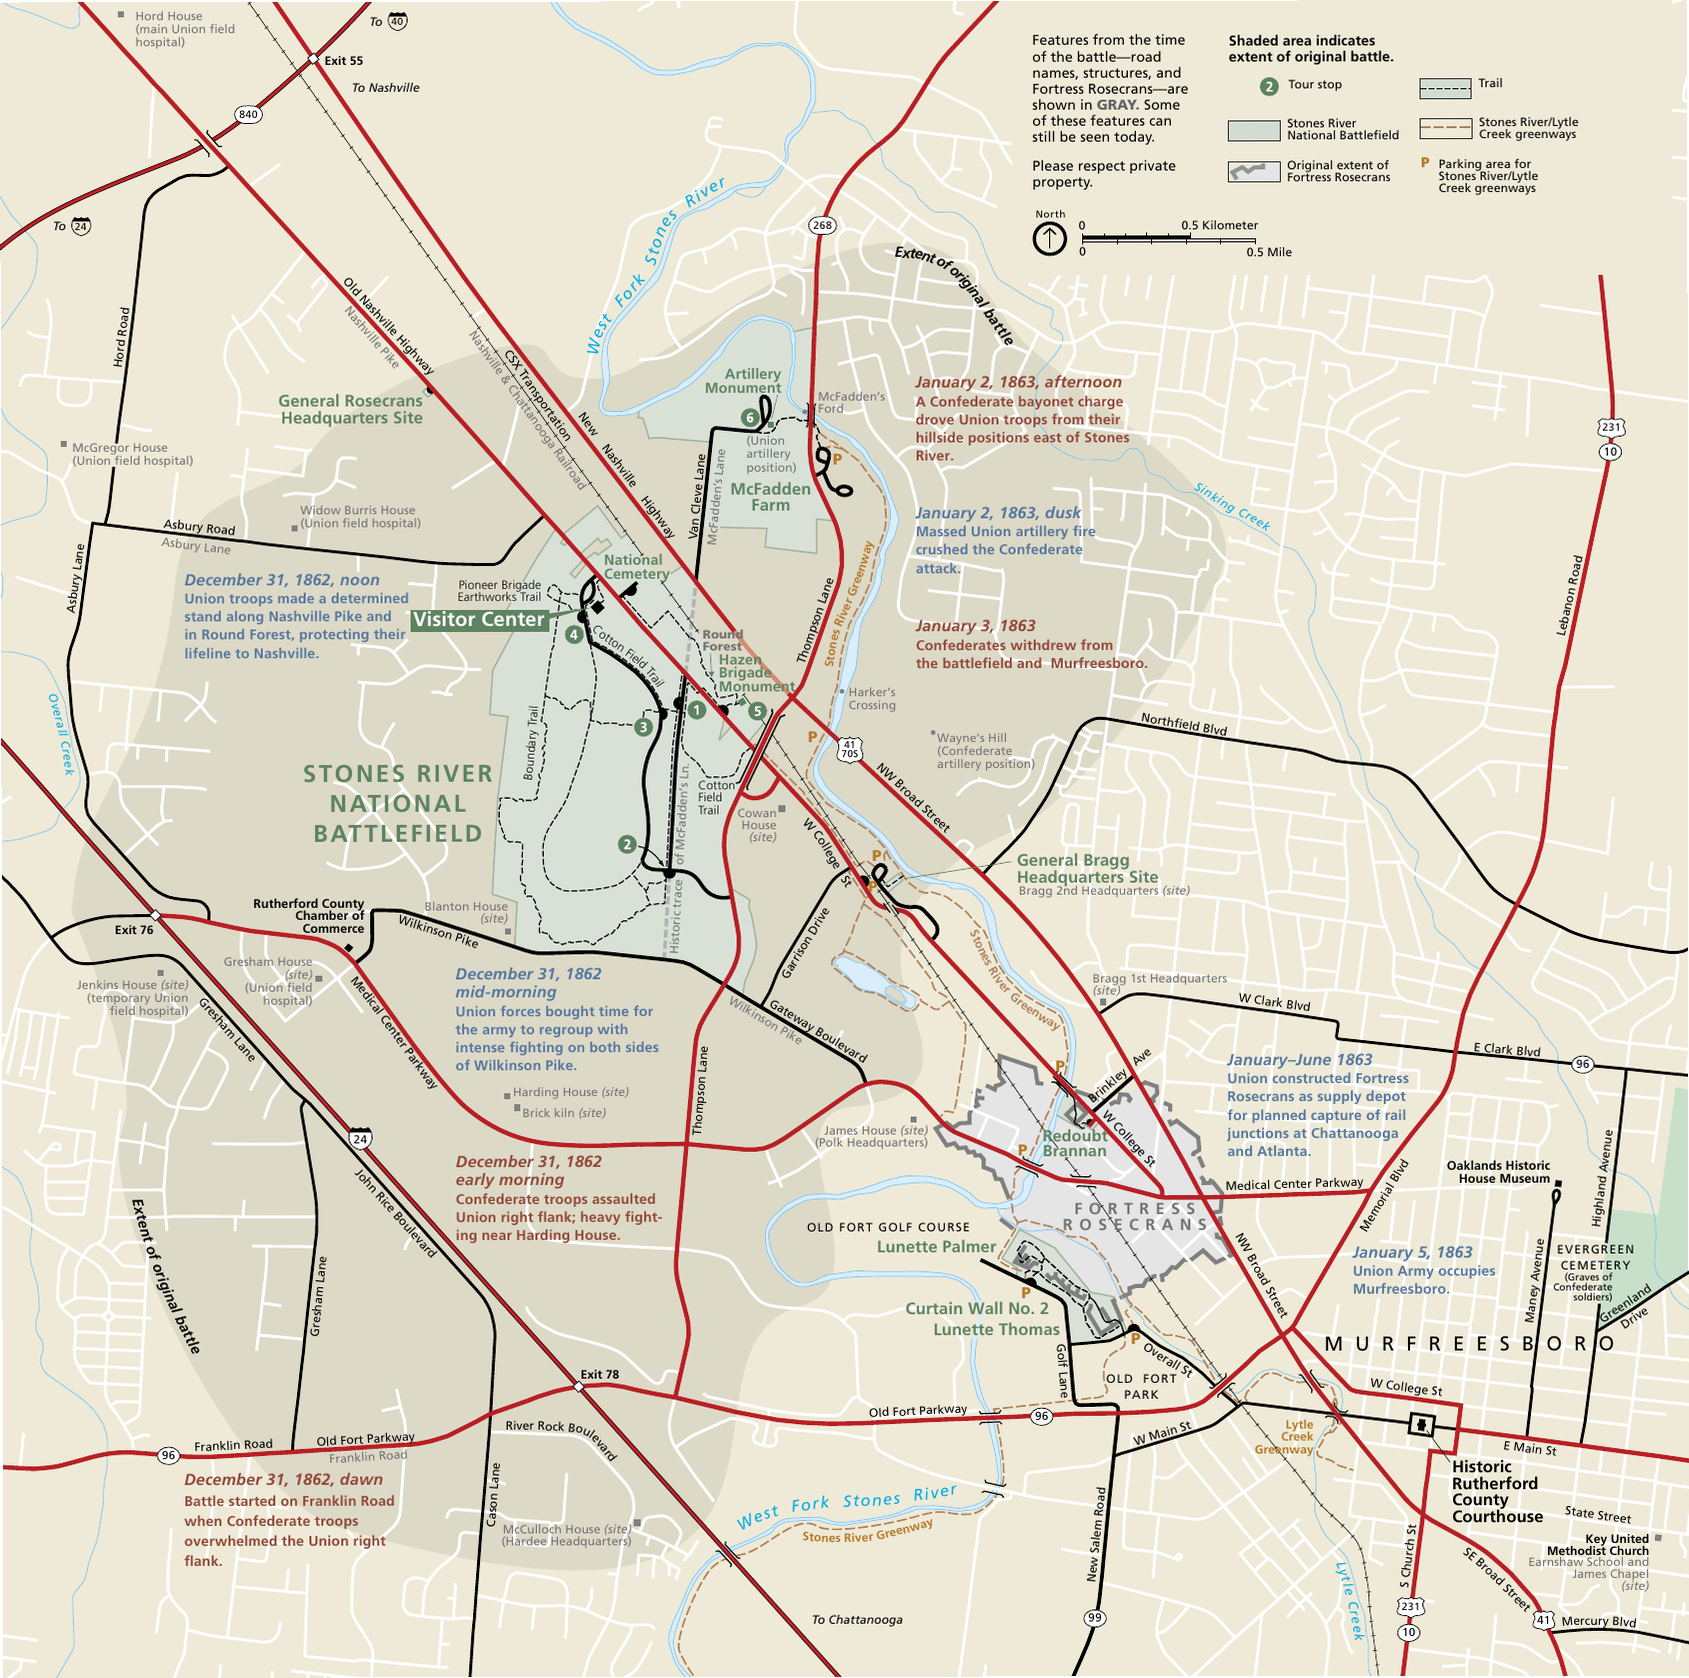 Hord House
(main Union field
hospital)
To 40
Exit 55
To Nashville
840
To 24
Features from the time
of the battle—road
names, structures, and
Fortress Rosecrans—are
shown in GRAY. Some
of these features can
still be seen today.
Please respect private
property.
Shaded area indicates
extent of original battle.
2
Tour stop
Trail
Stones River
National Battlefield
Stones River/Lytle
Creek greenways
Original extent of
Fortress Rosecrans
P
Parking area for
Stones River/Lytle
Creek greenways
North
0
0.5 Kilometer
0
0.5 Mile
268
West Fork Stones River
Extent of original battle
Hord Road
Old Nashville Highway
Nashville Pike
CSX Transportation
Nashville & Chattanooga Railroad
New Nashville Highway
General Rosecrans
Headquarters Site
McGregor House
(Union field hospital)
Widow Burris House
(Union field hospital)
Asbury Road
Asbury Lane
Asbury Lane
Artillery
Monument
6
McFadden's
Ford
(Union
artillery
position)
P
McFadden
Farm
Van Cleve Lane
McFadden's Lane
January 2, 1863, afternoon
A Confederate bayonet charge
drove Union troops from their
hillside positions east of Stones
River.
231
10
Sinking Creek
January 2, 1863, dusk
Massed Union artillery fire
crushed the Confederate
attack.
January 3, 1863
Confederates withdrew from
the battlefield and Murfreesboro.
Lebanon Road
December 31, 1862, noon
Union troops made a determined
stand along Nashville Pike and
in Round Forest, protecting their
lifeline to Nashville.
National
Cemetery
Pioneer Brigade
Earthworks Trail
Visitor Center
4
Cotton Field Trail
Round
Forest
Hazen
Brigade
Monument
1
5
3
Thompson Lane
Stones River Greenway
Harker's
Crossing
P
41
70S
Wayne's Hill
(Confederate
artillery position)
Northfield Blvd
NW Broad Street
Overall Creek
STONES RIVER
NATIONAL
BATTLEFIELD
Boundary Trail
Historic trace of McFadden's Ln.
Cotton
Field
Trail
Cowan
House
(site)
2
W College St
P
P
General Bragg
Headquarters Site
Bragg 2nd Headquarters (site)
Exit 76
Rutherford County
Chamber of
Commerce
Wilkinson Pike
Blanton House
(site)
Garrison Drive
Stones River Greenway
Gresham House
(site)
(Union field
hospital)
Jenkins House (site)
(temporary Union
field hospital)
Gresham Lane
Medical Center Parkway
December 31, 1862
mid-morning
Union forces bought time for
the army to regroup with
intense fighting on both sides
of Wilkinson Pike.
Wilkinson Pike
Gateway Boulevard
Bragg 1st Headquarters
(site)
W Clark Blvd
E Clark Blvd
96
Harding House (site)
Brick kiln (site)
Thompson Lane
James House (site)
(Polk Headquarters)
P
Brinkley Ave
W College St
Redoubt
Brannan
P
January–June 1863
Union constructed Fortress
Rosecrans as supply depot
for planned capture of rail
junctions at Chattanooga
and Atlanta.
24
John Rice Boulevard
December 31, 1862
early morning
Confederate troops assaulted
Union right flank; heavy fight-
ing near Harding House.
Medical Center Parkway
Memorial Blvd
Oaklands Historic
House Museum
Highland Avenue
FORTRESS
ROSECRANS
OLD FORT GOLF COURSE
Lunette Palmer
P
Curtain Wall No. 2
Lunette Thomas
NW Broad Street
January 5, 1863
Union Army occupies
Murfreesboro.
Maney Avenue
EVERGREEN
CEMETERY
(Graves of
Confederate
soldiers)
Greenland
Drive
MURFREESBORO
Extent of original battle
Gresham Lane
Exit 78
P
Golf Lane
Overall St
OLD FORT
PARK
W College St
Old Fort Parkway
96
W Main St
Lytle
Creek
Greenway
E Main St
Historic
Rutherford
County
Courthouse
96
Franklin Road
Old Fort Parkway
Franklin Road
River Rock Boulevard
December 31, 1862, dawn
Battle started on Franklin Road
when Confederate troops
overwhelmed the Union right
flank.
Cason Lane
McCulloch House (site)
(Hardee Headquarters)
West Fork Stones River
Stones River Greenway
New Salem Road
99
To Chattanooga
Lytle Creek
S Church St
231
10
SE Broad Street
State Street
Key United
Methodist Church
Earnshaw School and
James Chapel
(site)
41
Mercury Blvd